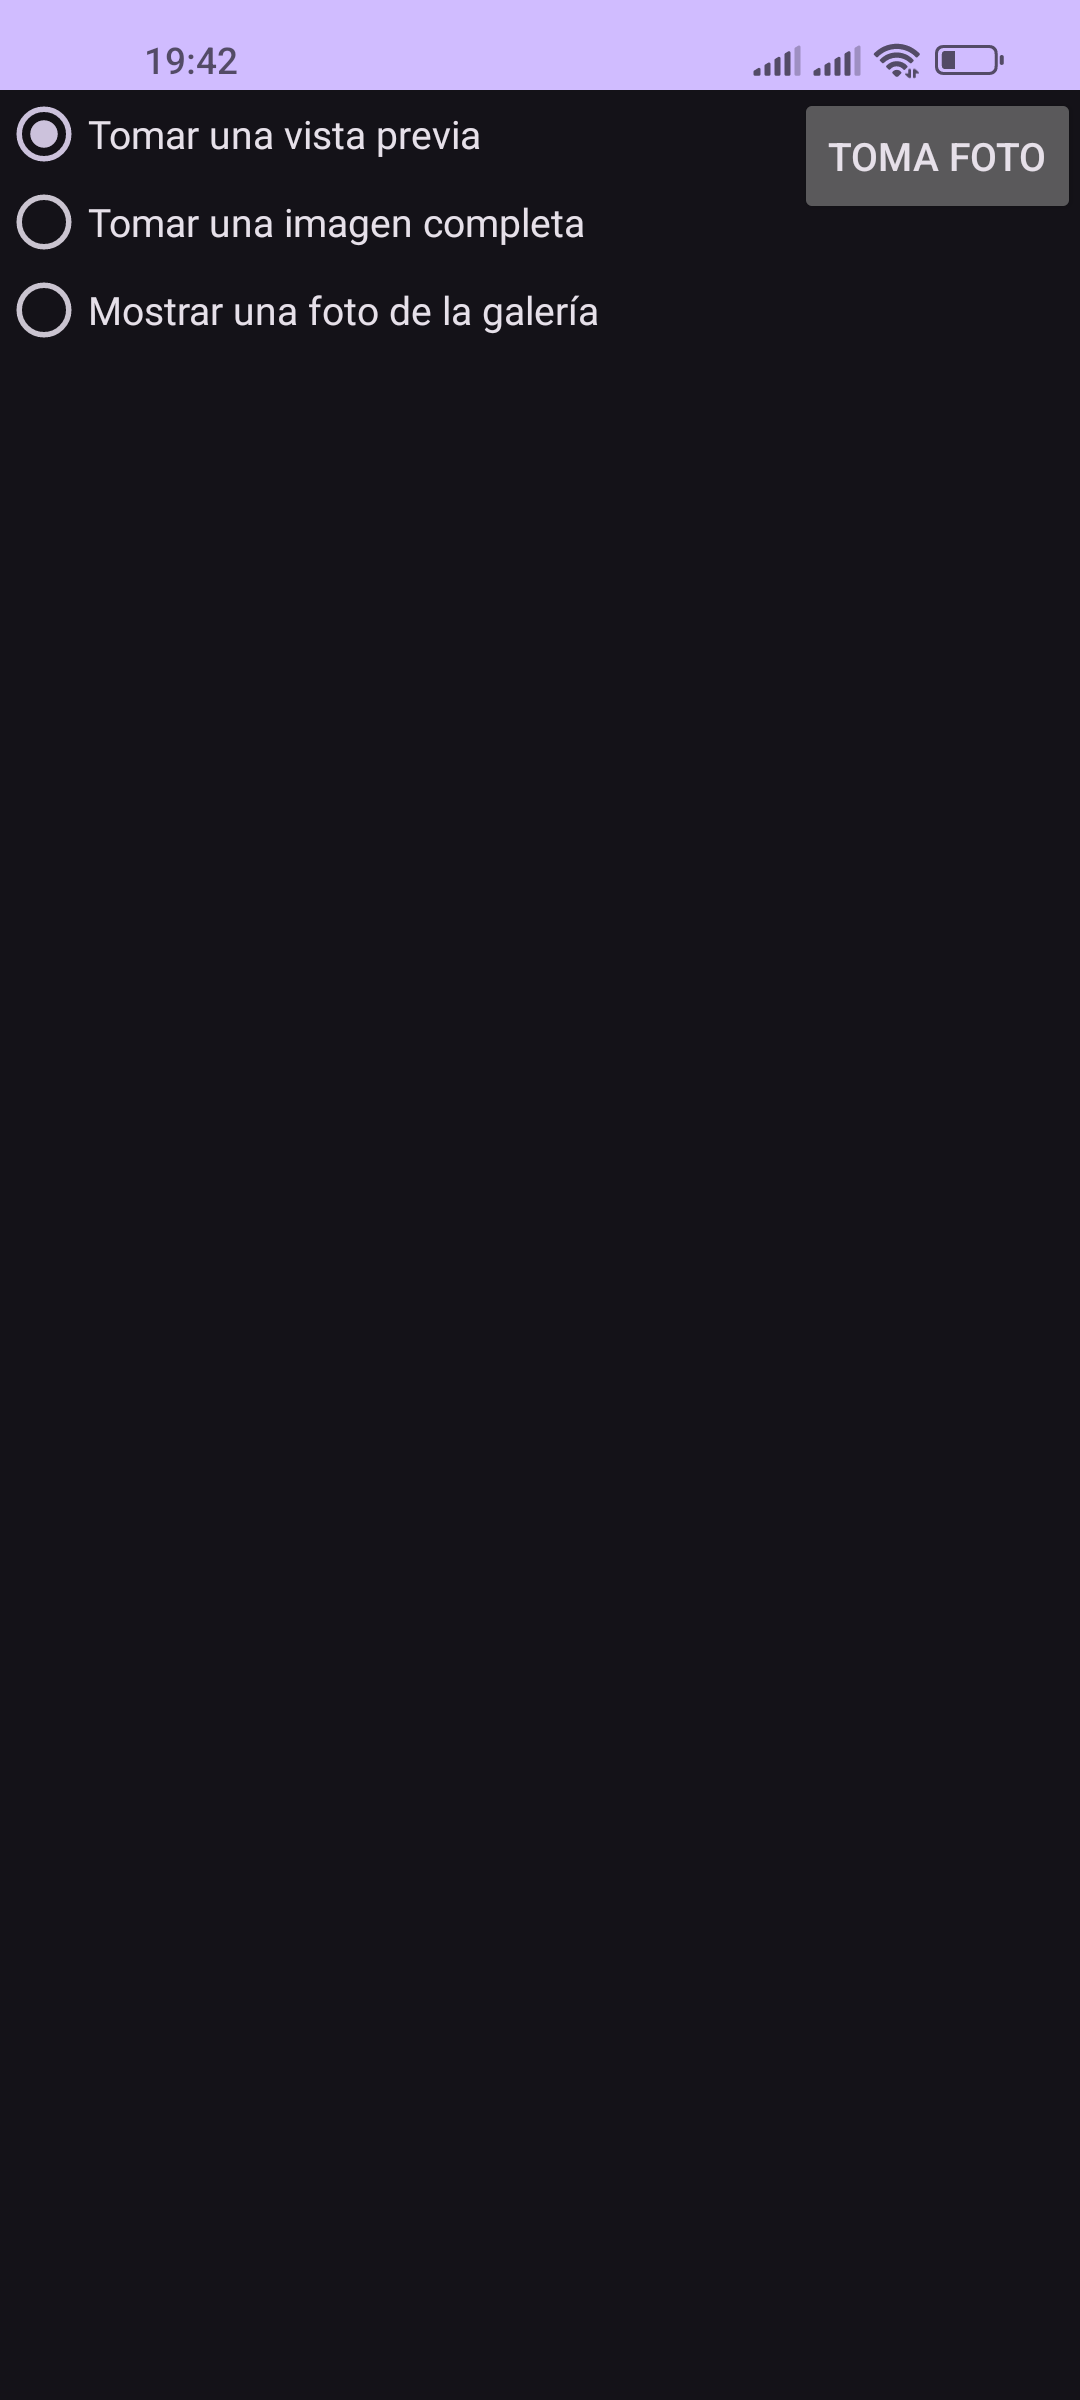 19:42
Tomar una vista previa
TOMA FOTO
Tomar una imagen completa
Mostrar una foto de la galería